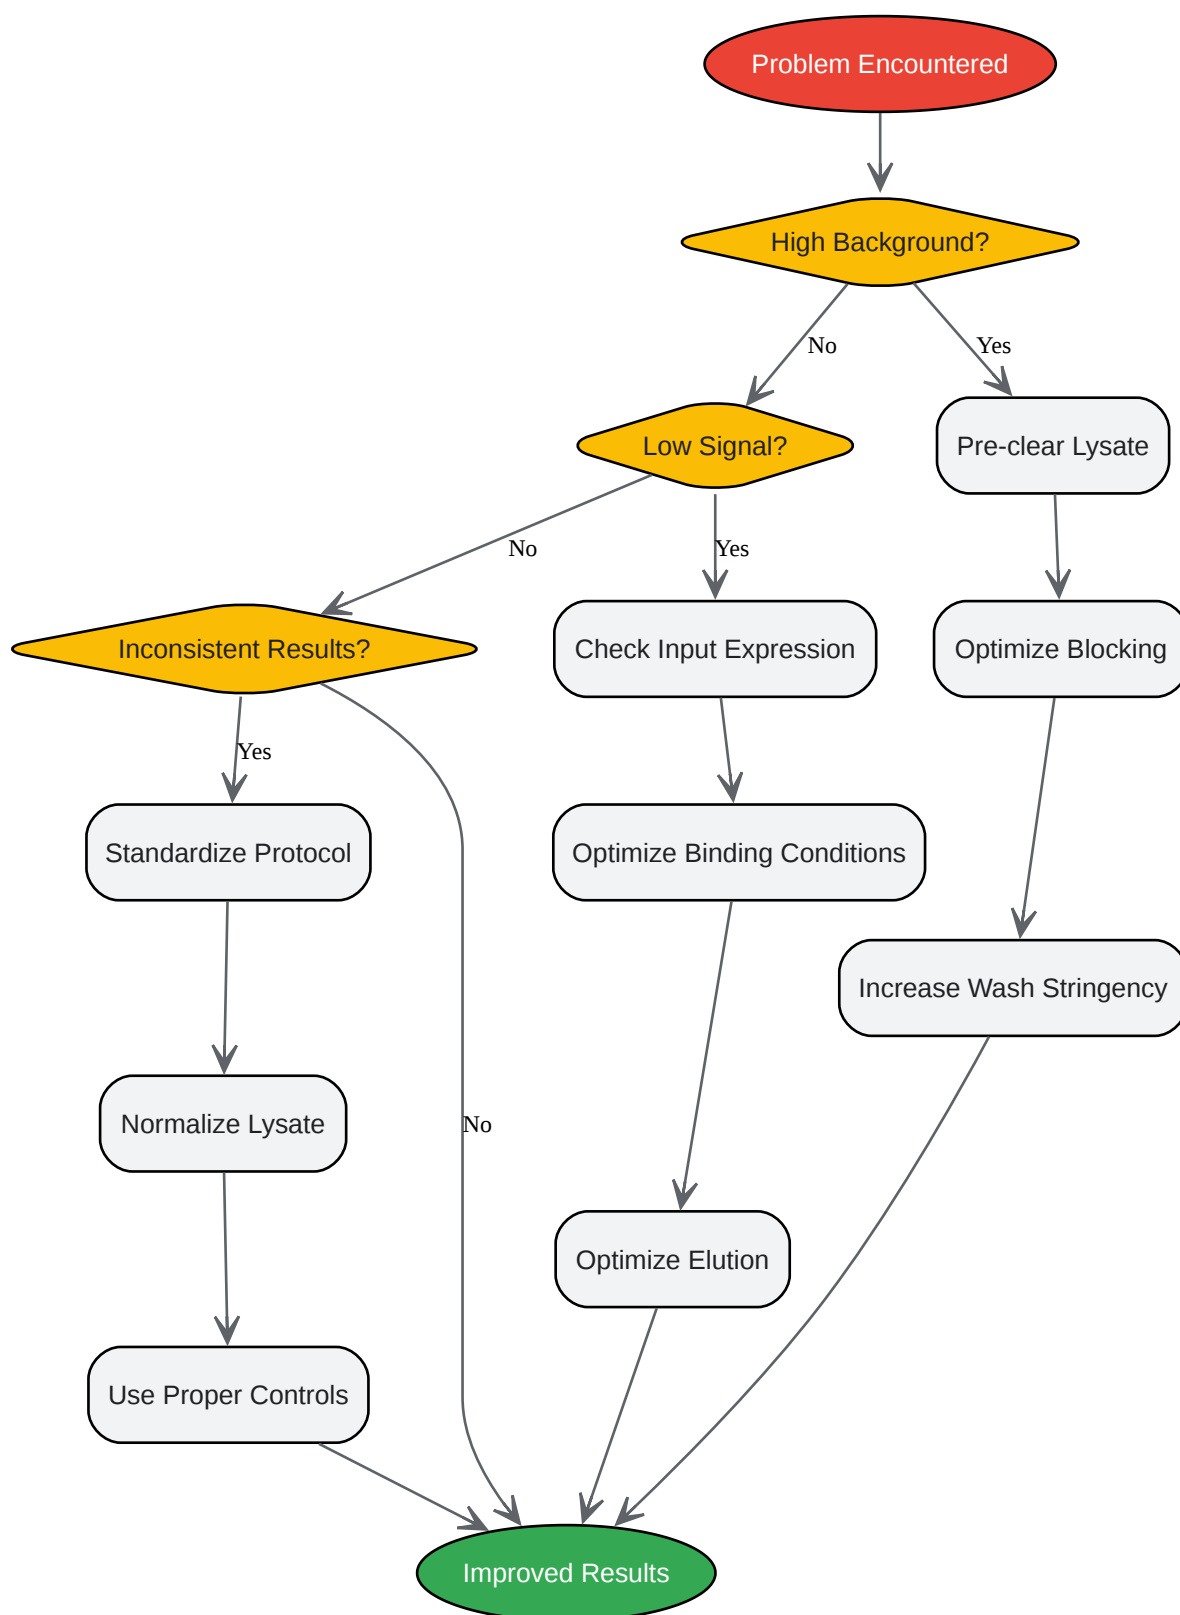 Problem Encountered
High Background?
No
Yes
Low Signal?
Pre-clear Lysate
No
Yes
Inconsistent Results?
Check Input Expression
Optimize Blocking
Yes
Standardize Protocol
Optimize Binding Conditions
Increase Wash Stringency
Normalize Lysate
No
Optimize Elution
Use Proper Controls
Improved Results